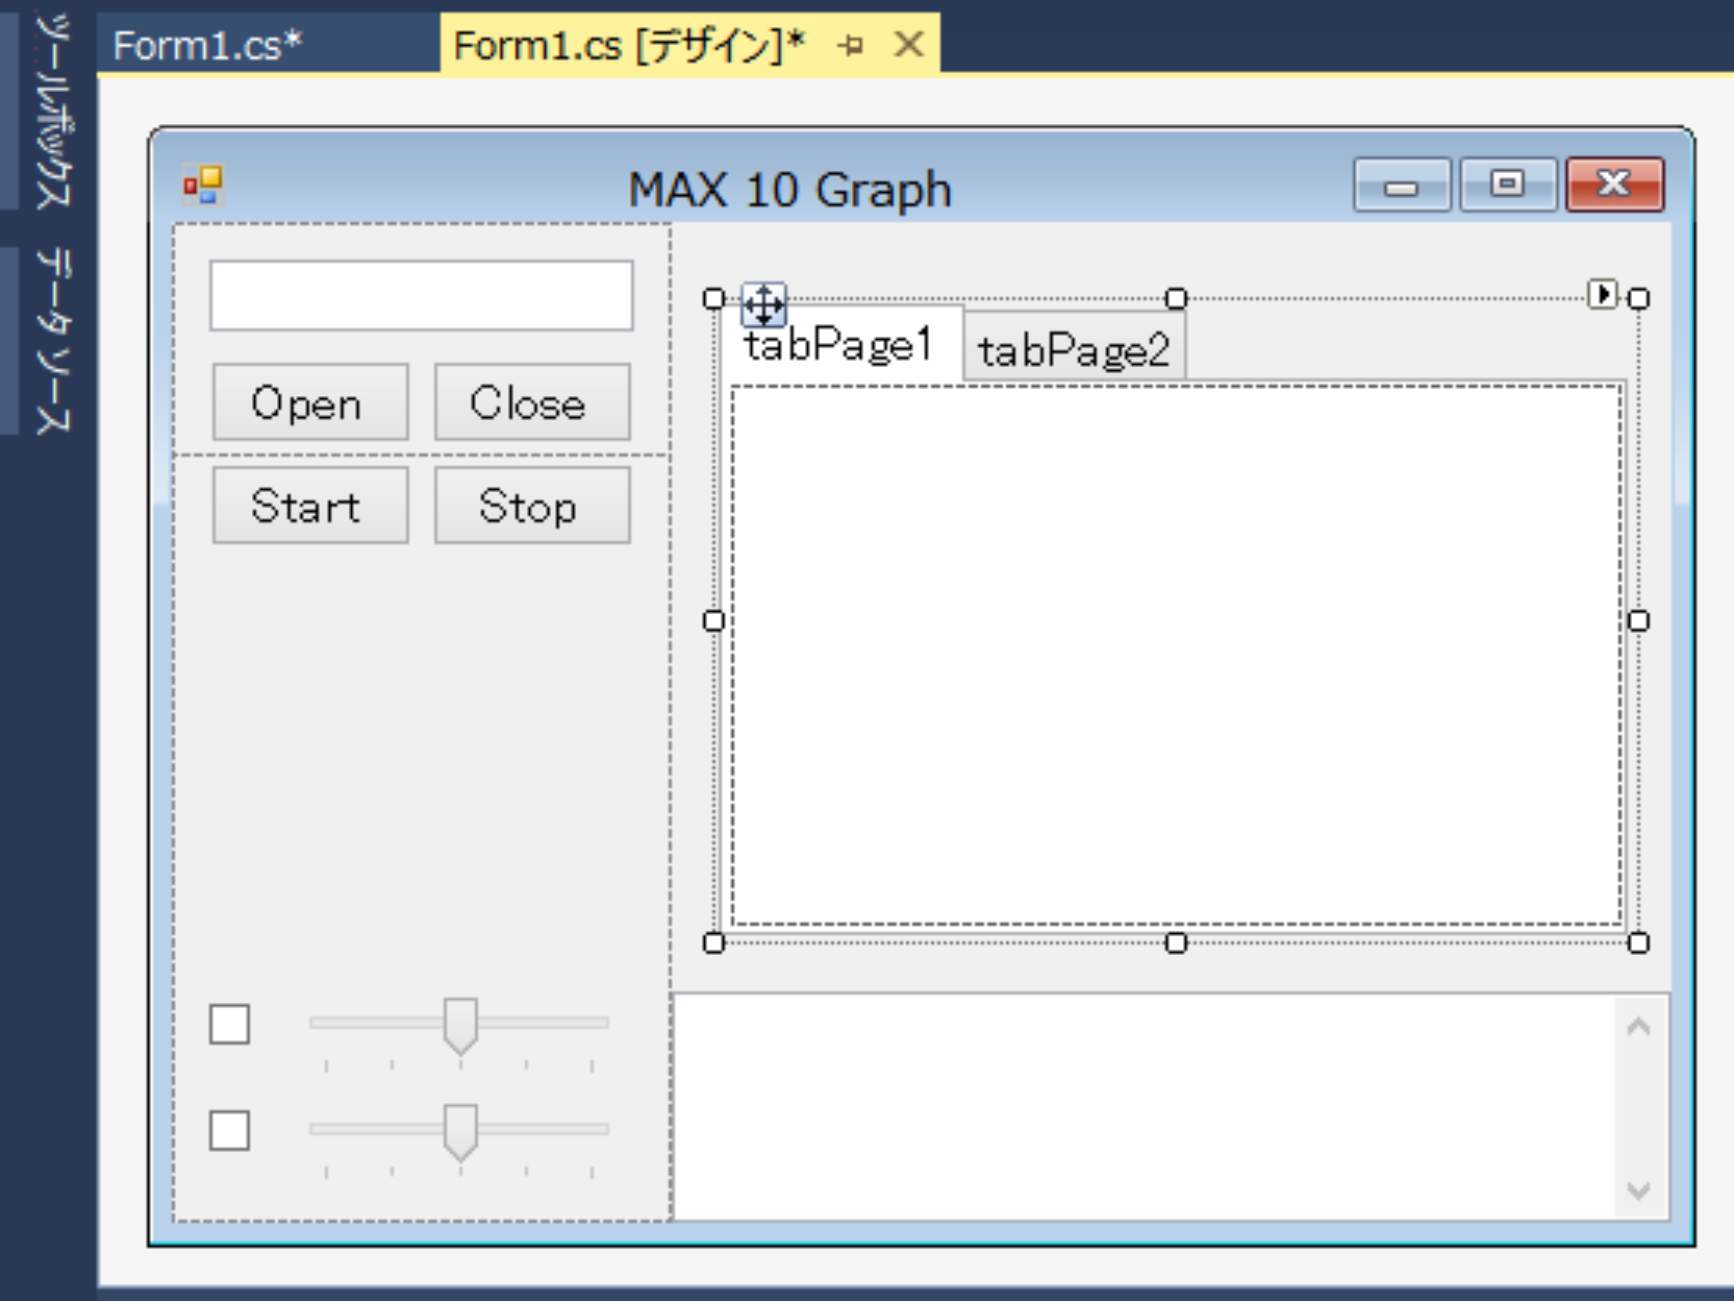 ツールボックス
データ ソース
Form1.cs*
Form1.cs [デザイン]*
MAX 10 Graph
tabPage1
tabPage2
Open
Close
Start
Stop